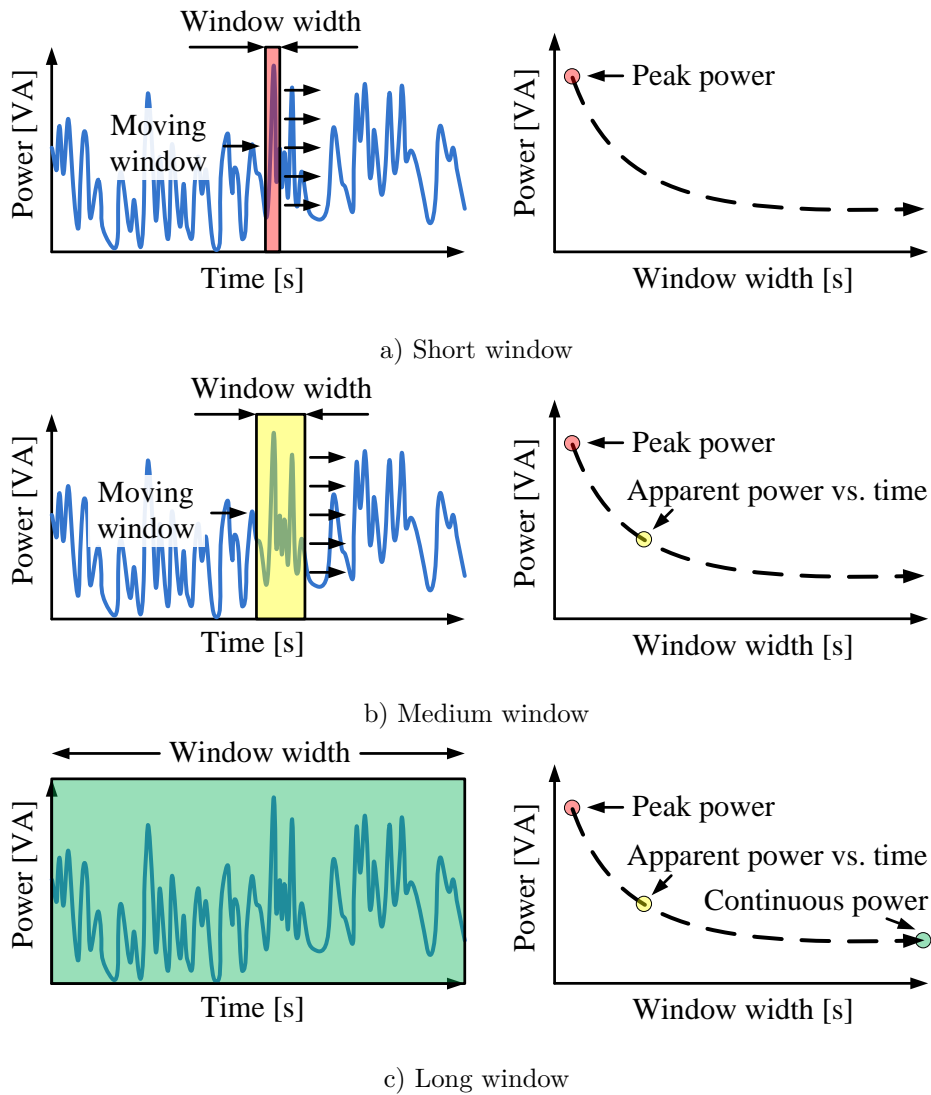 Window width
Power [VA]
Moving
window
Time [s]
Power [VA]
Peak power
Window width [s]
a) Short window
Window width
Power [VA]
Moving
window
Time [s]
Power [VA]
Peak power
Apparent power vs. time
Window width [s]
b) Medium window
Window width
Power [VA]
Time [s]
Power [VA]
Peak power
Apparent power vs. time
Continuous power
Window width [s]
c) Long window